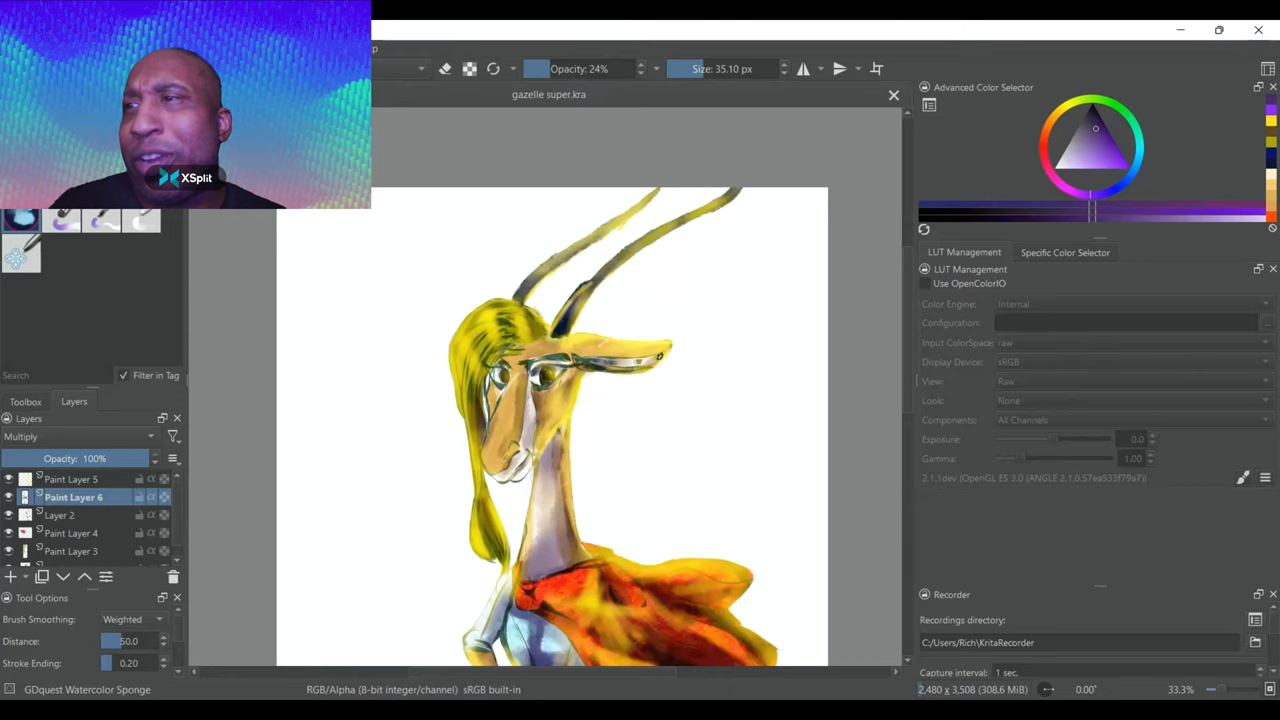 p
Opacity: 24%
Size: 35.10 px
gazelle super.kra
XSplit
Advanced Color Selector
LUT Management
Specific Color Selector
LUT Management
Use OpenColorIO
Color Engine:
Internal
Configuration:
...
Input ColorSpace:
raw
Display Device:
sRGB
View:
Raw
Look:
None
Components:
All Channels
Exposure:
0.0
Gamma:
1.00
2.1.1dev (OpenGL ES 3.0 (ANGLE 2.1.0.57ea533f79a7))
Search
Filter in Tag
Toolbox
Layers
Layers
Multiply
Opacity: 100%
Paint Layer 5
Paint Layer 6
Layer 2
Paint Layer 4
Paint Layer 3
Tool Options
Brush Smoothing:
Weighted
Distance:
50.0
Stroke Ending:
0.20
Recorder
Recordings directory:
C:/Users/Rich\KritaRecorder
Capture interval:
1 sec.
GDquest Watercolor Sponge
RGB/Alpha (8-bit integer/channel) sRGB built-in
2,480 x 3,508 (308.6 MiB)
0.00°
33.3%